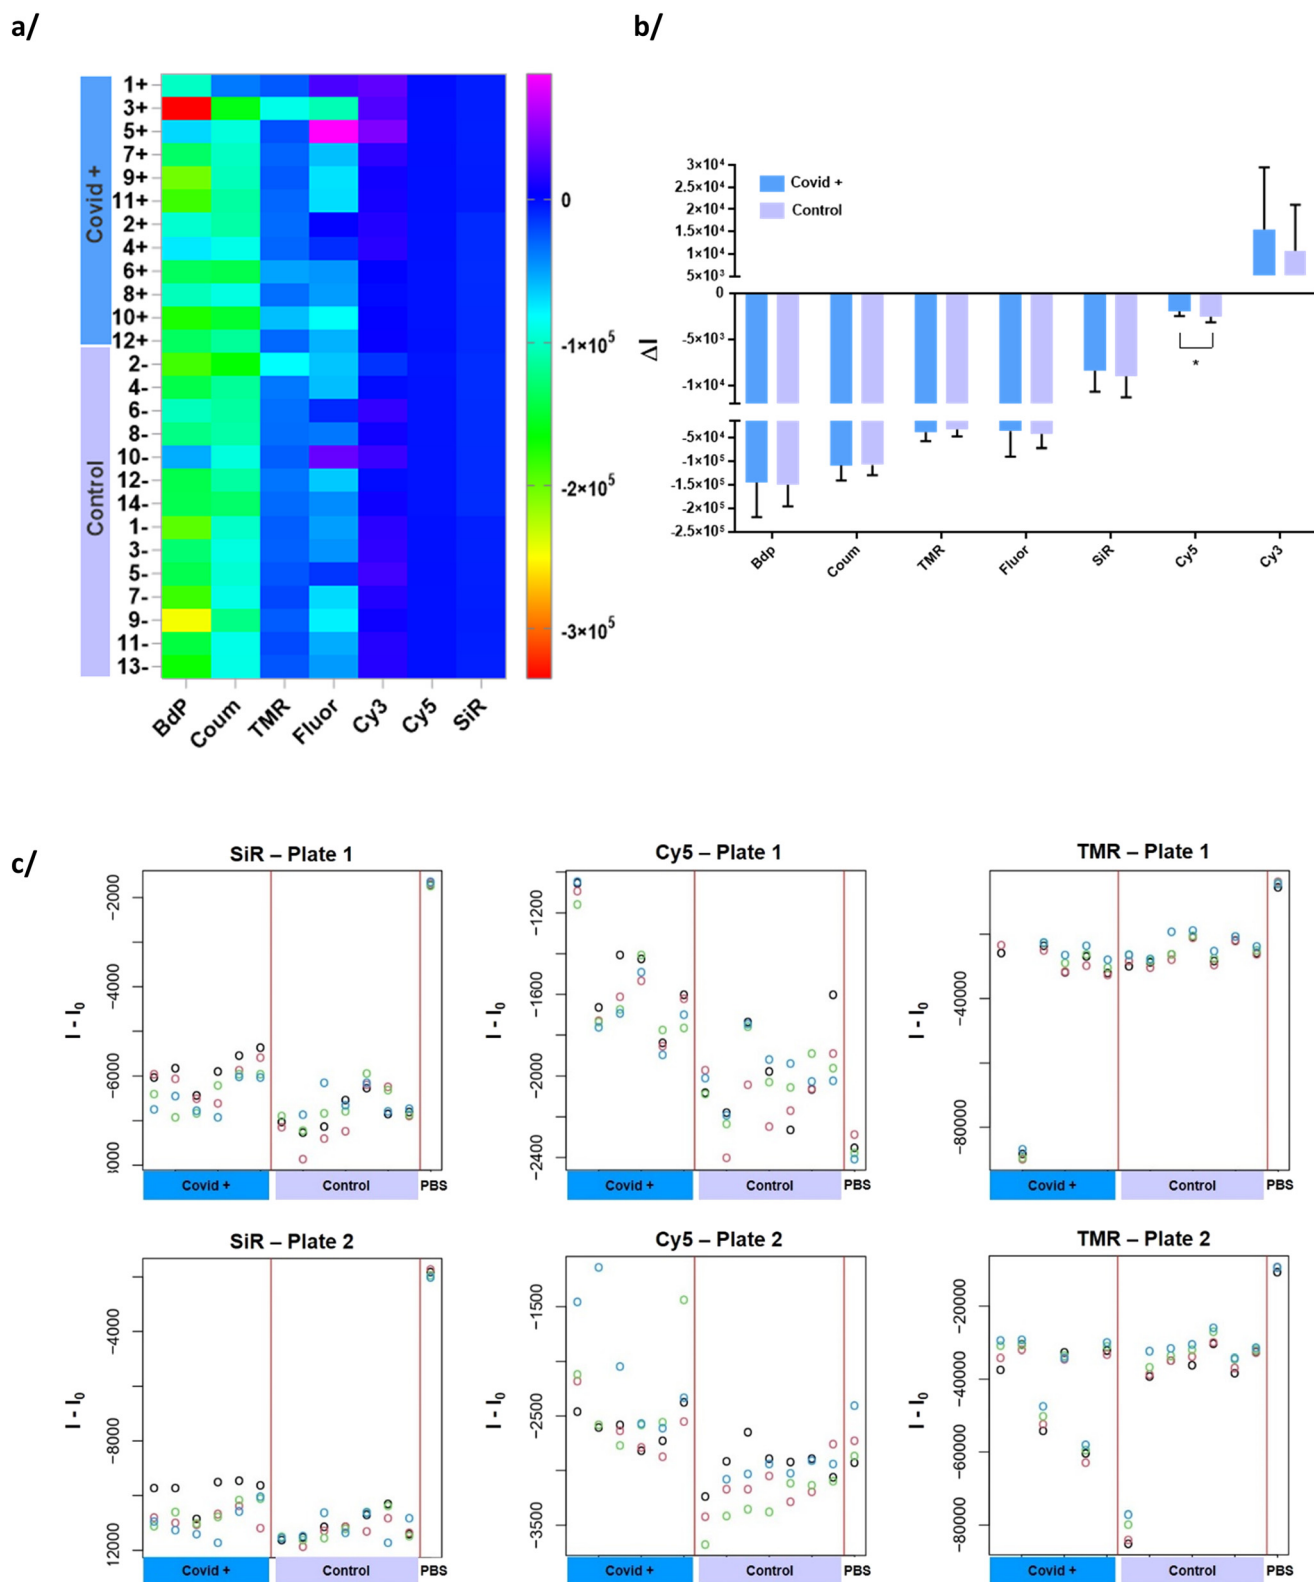 a/
Covid +
Control
1+
3+
5+
7+
9+
11+
2+
4+
6+
8+
10+
12+
2-
4-
6-
8-
10-
12-
14-
1-
3-
5-
7-
9-
11-
13-
BdP
Coum
TMR
Fluor
Cy3
Cy5
SiR
0
-1×10⁵
-2×10⁵
-3×10⁵
b/
ΔI
3×10⁴
2.5×10⁴
2×10⁴
1.5×10⁴
1×10⁴
5×10³
0
-5×10³
-1×10⁴
-5×10⁴
-1×10⁵
-1.5×10⁵
-2×10⁵
-2.5×10⁵
Covid +
Control
*
Bdp
Coum
TMR
Fluor
SiR
Cy5
Cy3
c/
SiR – Plate 1
I - I₀
-2000
-4000
-6000
1000
Covid +
Control
PBS
Cy5 – Plate 1
I - I₀
-1200
-1600
-2000
-2400
Covid +
Control
PBS
TMR – Plate 1
I - I₀
-40000
-80000
Covid +
Control
PBS
SiR – Plate 2
I - I₀
-4000
-8000
12000
Covid +
Control
PBS
Cy5 – Plate 2
I - I₀
-1500
-2500
-3500
Covid +
Control
PBS
TMR – Plate 2
I - I₀
-20000
-40000
-60000
-80000
Covid +
Control
PBS